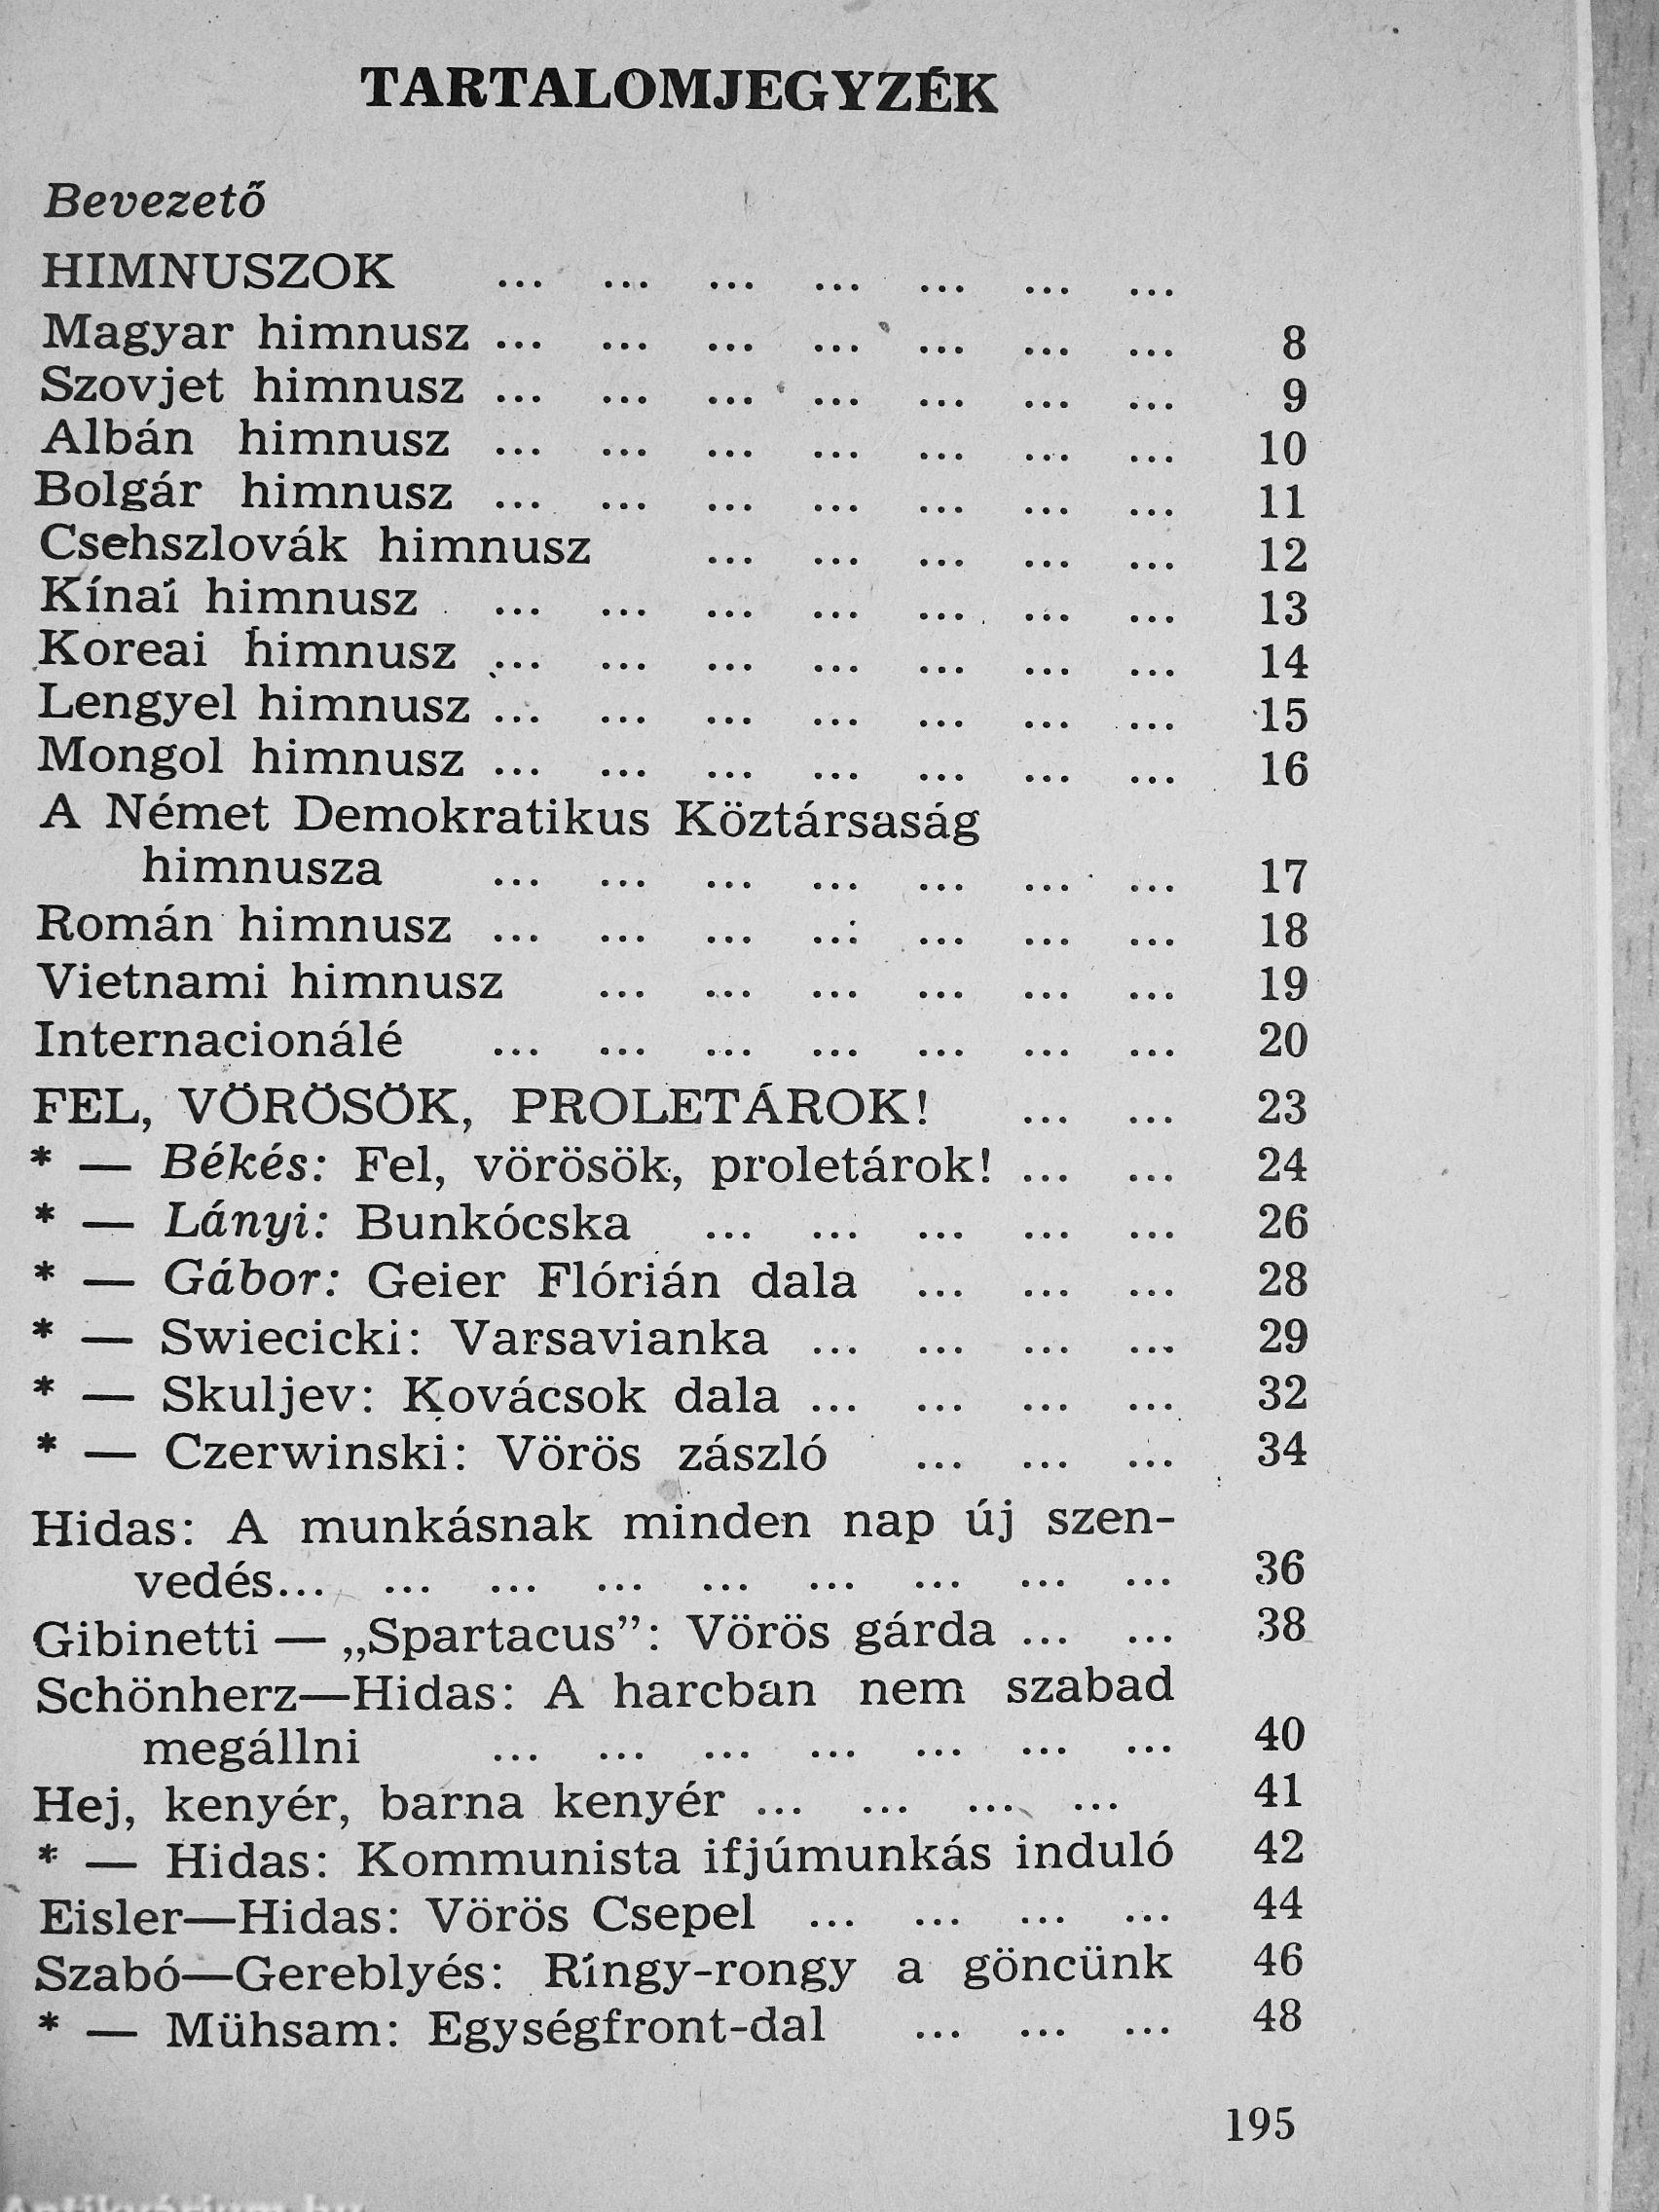 TARTALOMJEGYZÉK
Bevezető
HIMNUSZOK ... ... ... ... ... ... ...
Magyar himnusz ... ... ... ... ... ... ... 8
Szovjet himnusz ... ... ... ... ... ... ... 9
Albán himnusz ... ... ... ... ... ... ... 10
Bolgár himnusz ... ... ... ... ... ... ... 11
Csehszlovák himnusz ... ... ... ... ... 12
Kínai himnusz ... ... ... ... ... ... ... 13
Koreai himnusz ... ... ... ... ... ... ... 14
Lengyel himnusz ... ... ... ... ... ... ... 15
Mongol himnusz ... ... ... ... ... ... ... 16
A Német Demokratikus Köztársaság
himnusza ... ... ... ... ... ... ... 17
Román himnusz ... ... ... ... ... ... ... 18
Vietnami himnusz ... ... ... ... ... ... 19
Internacionálé ... ... ... ... ... ... ... 20
FEL, VÖRÖSÖK, PROLETÁROK! ... ... 23
* — Békés: Fel, vörösök, proletárok! ... ... 24
* — Lányi: Bunkócska ... ... ... ... ... 26
* — Gábor: Geier Flórián dala ... ... ... 28
* — Swiecicki: Varsavianka ... ... ... ... 29
* — Skuljev: Kovácsok dala ... ... ... ... 32
* — Czerwinski: Vörös zászló ... ... ... 34
Hidas: A munkásnak minden nap új szen-
vedés... ... ... ... ... ... ... ... ... 36
Gibinetti — „Spartacus”: Vörös gárda ... ... 38
Schönherz—Hidas: A harcban nem szabad
megállni ... ... ... ... ... ... ... 40
Hej, kenyér, barna kenyér ... ... ... ... 41
* — Hidas: Kommunista ifjúmunkás induló 42
Eisler—Hidas: Vörös Csepel ... ... ... ... 44
Szabó—Gereblyés: Ringy-rongy a göncünk 46
* — Mühsam: Egységfront-dal ... ... ... 48
195